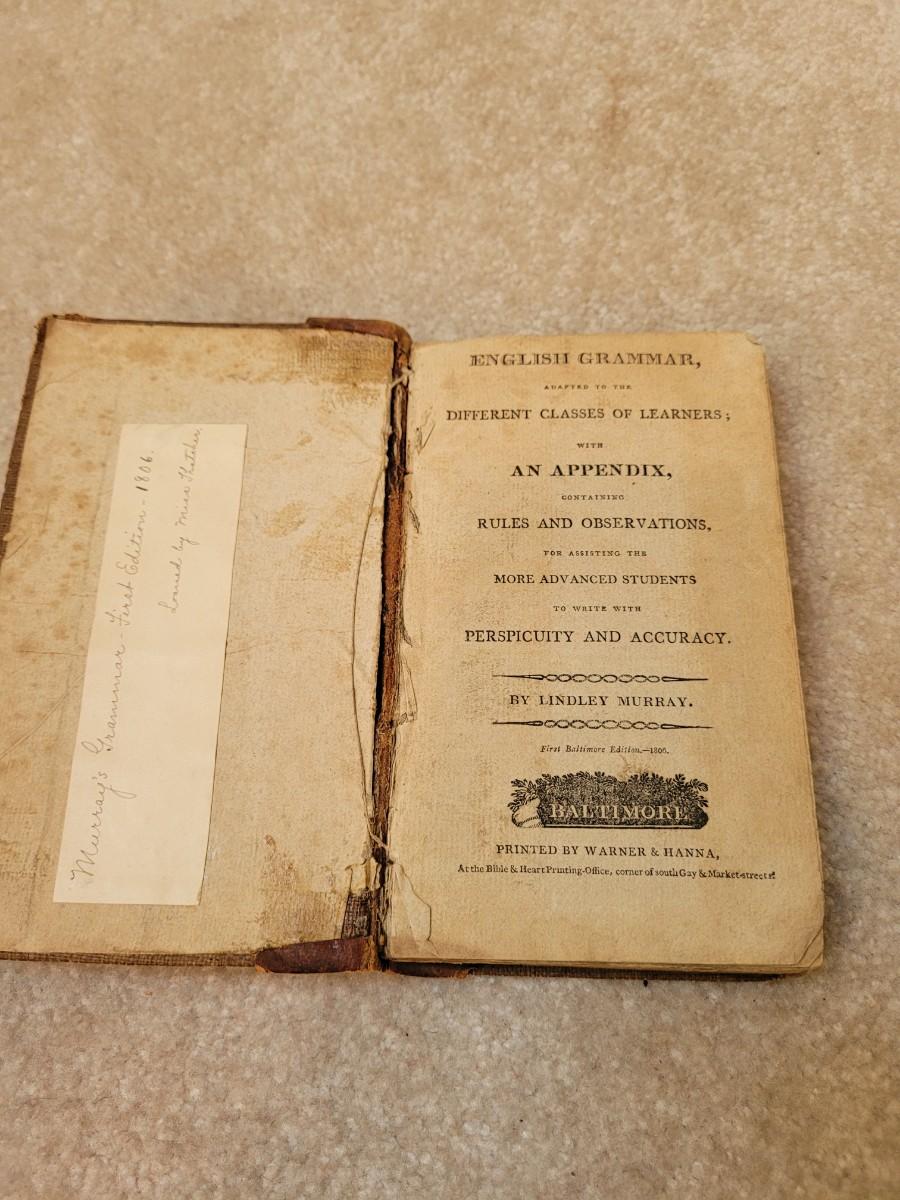 Murray's Grammar - First Edition - 1806.
Loaned by Miss Thatcher.
ENGLISH GRAMMAR,
ADAPTED TO THE
DIFFERENT CLASSES OF LEARNERS;
WITH
AN APPENDIX,
CONTAINING
RULES AND OBSERVATIONS,
FOR ASSISTING THE
MORE ADVANCED STUDENTS
TO WRITE WITH
PERSPICUITY AND ACCURACY.
BY LINDLEY MURRAY.
First Baltimore Edition.—1806.
BALTIMORE
PRINTED BY WARNER & HANNA,
At the Bible & Heart Printing-Office, corner of south Gay & Market-streets.